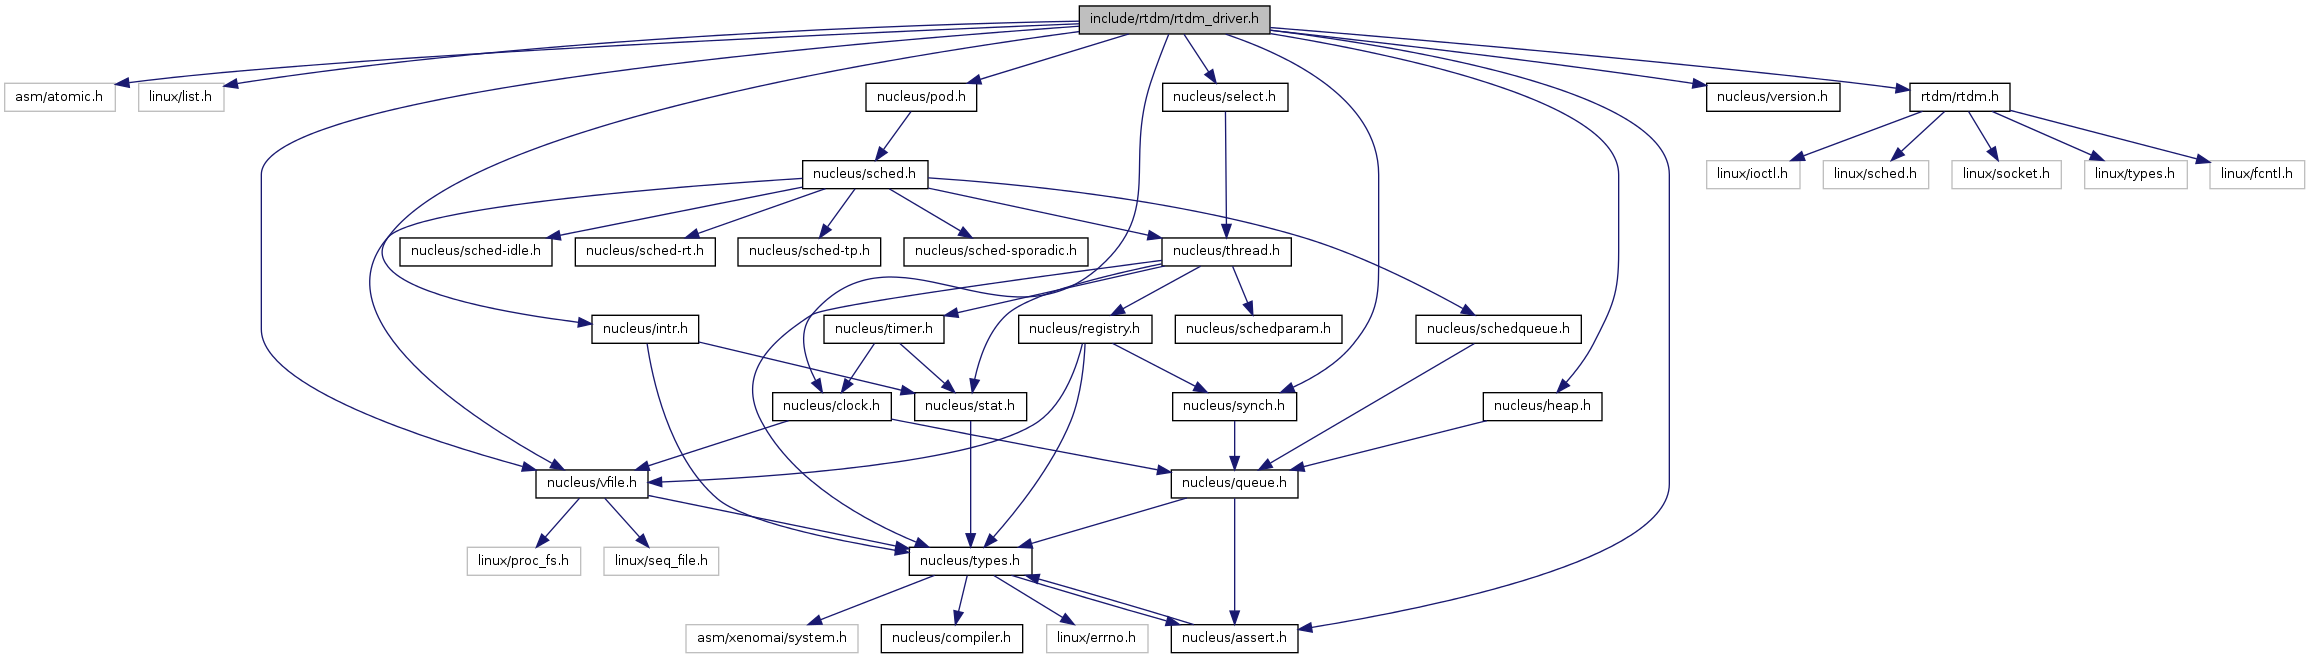 include/rtdm/rtdm_driver.h
asm/atomic.h
linux/list.h
nucleus/pod.h
nucleus/select.h
nucleus/version.h
rtdm/rtdm.h
nucleus/sched.h
linux/ioctl.h
linux/sched.h
linux/socket.h
linux/types.h
linux/fcntl.h
nucleus/sched-idle.h
nucleus/sched-rt.h
nucleus/sched-tp.h
nucleus/sched-sporadic.h
nucleus/thread.h
nucleus/intr.h
nucleus/timer.h
nucleus/registry.h
nucleus/schedparam.h
nucleus/schedqueue.h
nucleus/clock.h
nucleus/stat.h
nucleus/synch.h
nucleus/heap.h
nucleus/vfile.h
nucleus/queue.h
linux/proc_fs.h
linux/seq_file.h
nucleus/types.h
asm/xenomai/system.h
nucleus/compiler.h
linux/errno.h
nucleus/assert.h